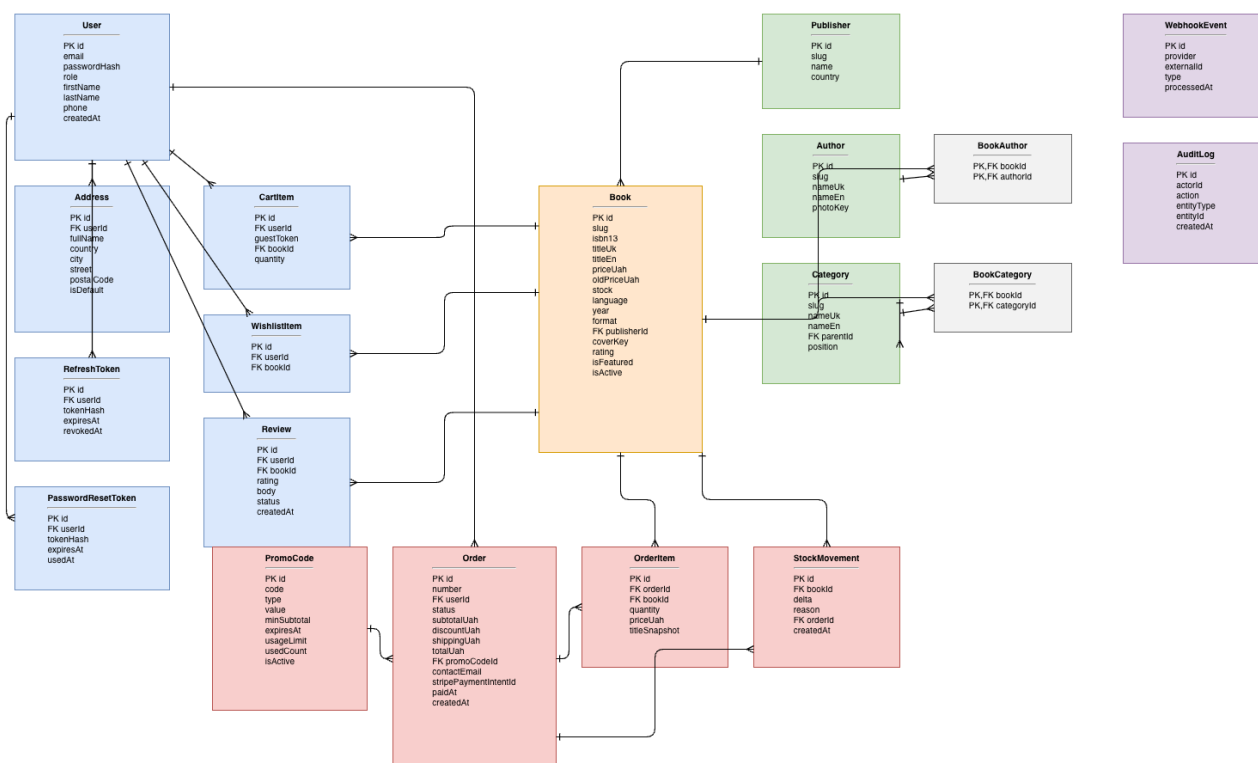 User
PK id
email
passwordHash
role
firstName
lastName
phone
createdAt
Address
PK id
FK userId
fullName
country
city
street
postalCode
isDefault
RefreshToken
PK id
FK userId
tokenHash
expiresAt
revokedAt
PasswordResetToken
PK id
FK userId
tokenHash
expiresAt
usedAt
CartItem
PK id
FK userId
guestToken
FK bookId
quantity
WishlistItem
PK id
FK userId
FK bookId
Review
PK id
FK userId
FK bookId
rating
body
status
createdAt
PromoCode
PK id
code
type
value
minSubtotal
expiresAt
usageLimit
usedCount
isActive
Order
PK id
number
FK userId
status
subtotalUah
discountUah
shippingUah
totalUah
FK promoCodeId
contactEmail
stripePaymentIntentId
paidAt
createdAt
Book
PK id
slug
isbn13
titleUk
titleEn
priceUah
oldPriceUah
stock
language
year
format
FK publisherId
coverKey
rating
isFeatured
isActive
OrderItem
PK id
FK orderId
FK bookId
quantity
priceUah
titleSnapshot
StockMovement
PK id
FK bookId
delta
reason
FK orderId
createdAt
Publisher
PK id
slug
name
country
Author
PK id
slug
nameUk
nameEn
photoKey
Category
PK id
slug
nameUk
nameEn
FK parentId
position
BookAuthor
PK,FK bookId
PK,FK authorId
BookCategory
PK,FK bookId
PK,FK categoryId
WebhookEvent
PK id
provider
externalId
type
processedAt
AuditLog
PK id
actorId
action
entityType
entityId
createdAt